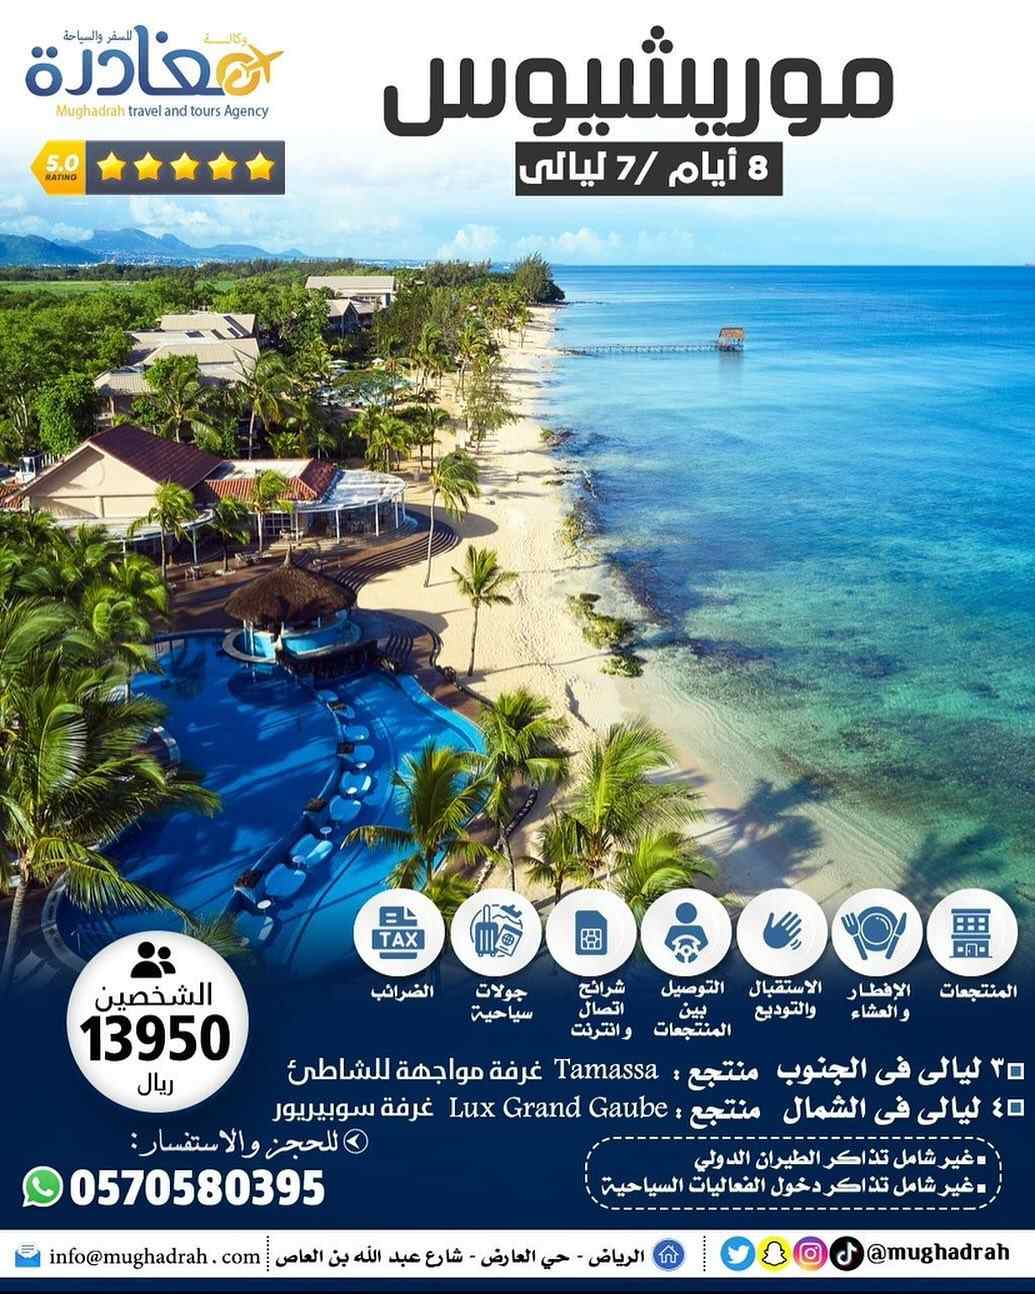 وكالة للسفر والسياحة
مغادرة
Mughadrah travel and tours Agency
5.0
RATING
موريشيوس
8 أيام /7 ليالى
TAX
المنتجعات
الإفطار
والعشاء
الاستقبال
والتوديع
التوصيل
بين
المنتجعات
شرائح
اتصال
وانترنت
جولات
سياحية
الضرائب
الشخصين
13950
ريال
٣ ليالى فى الجنوب منتجع : Tamassa غرفة مواجهة للشاطئ
٤ ليالى فى الشمال منتجع : Lux Grand Gaube غرفة سوبيريور
للحجز والاستفسار :
0570580395
غير شامل تذاكر الطيران الدولي
غير شامل تذاكر دخول الفعاليات السياحية
@mughadrah
الرياض - حي العارض - شارع عبد الله بن العاص
info@mughadrah.com